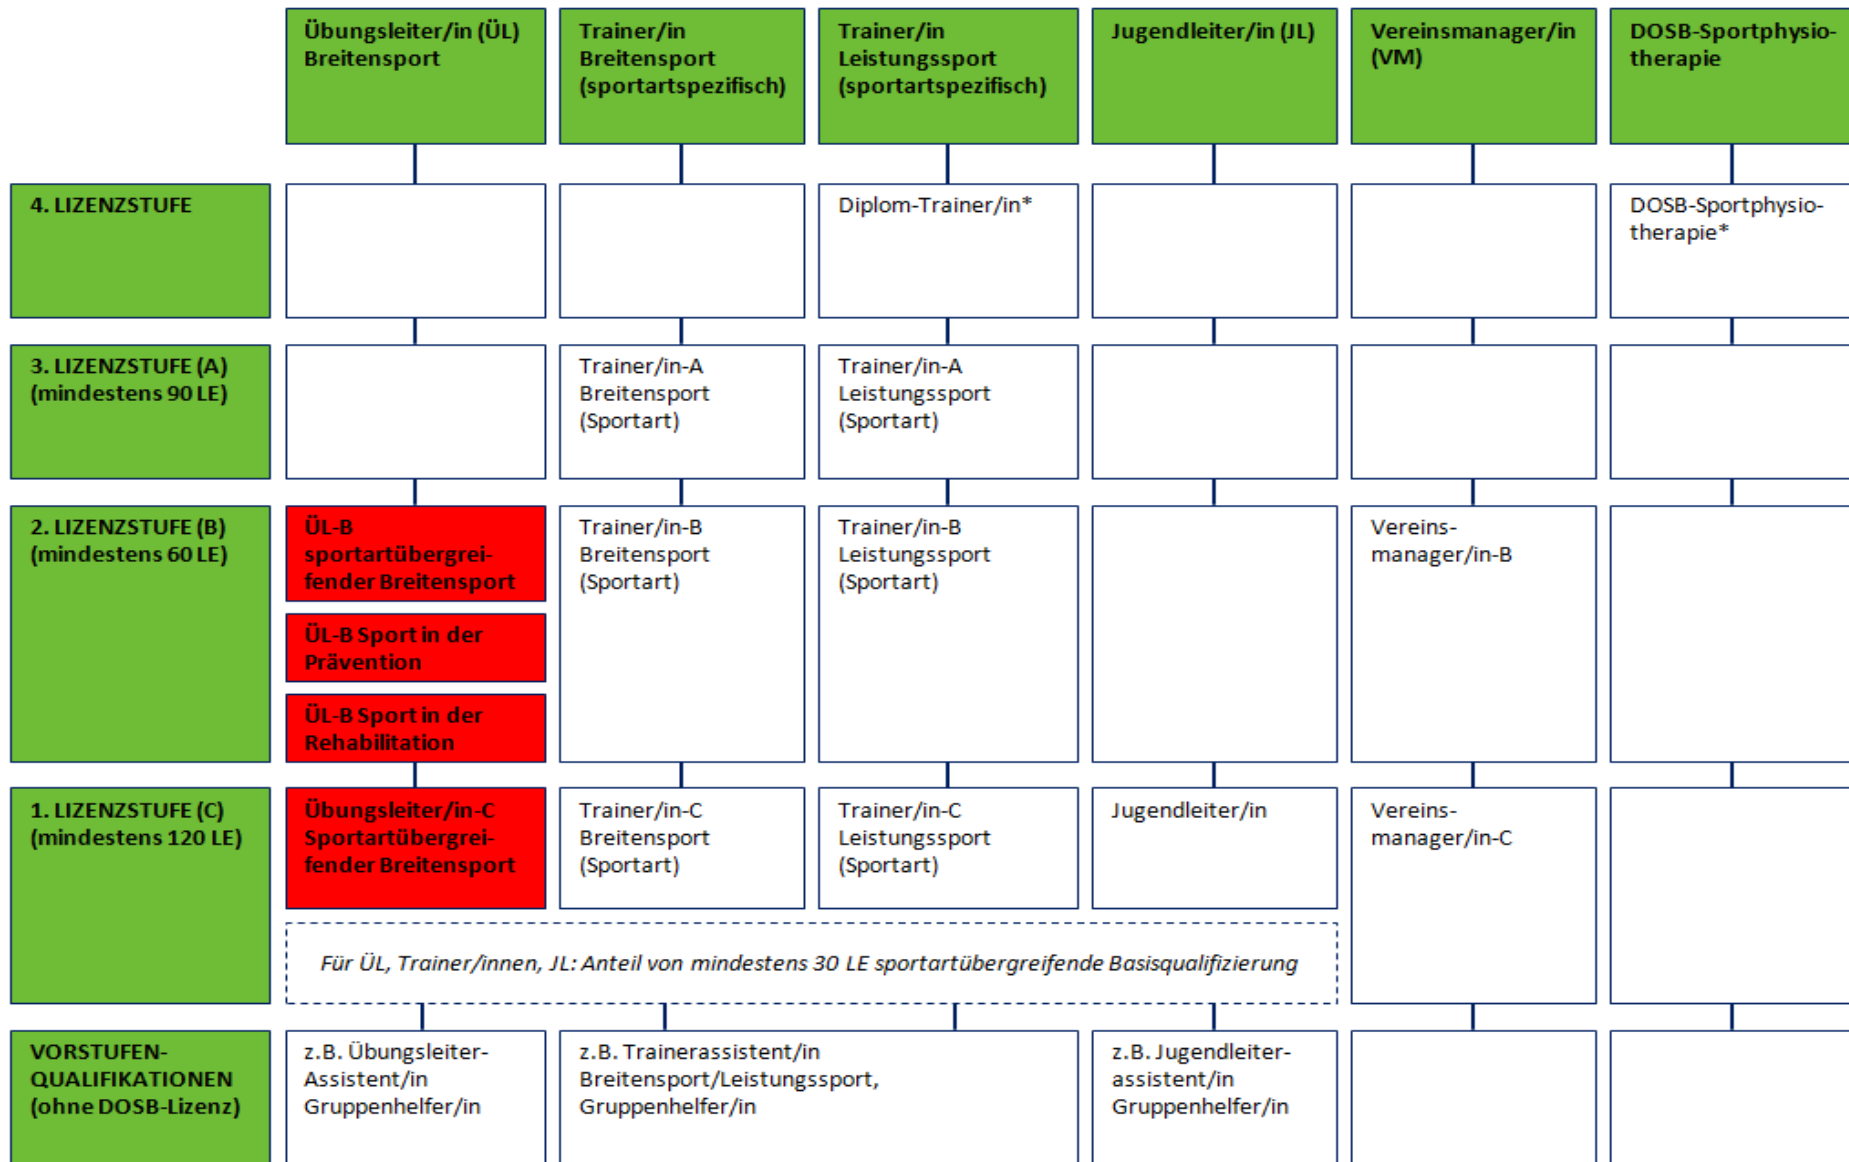 Übungsleiter/in (ÜL)
Breitensport
Trainer/in
Breitensport
(sportartspezifisch)
Trainer/in
Leistungssport
(sportartspezifisch)
Jugendleiter/in (JL)
Vereinsmanager/in
(VM)
DOSB-Sportphysio-
therapie
4. LIZENZSTUFE
Diplom-Trainer/in*
DOSB-Sportphysio-
therapie*
3. LIZENZSTUFE (A)
(mindestens 90 LE)
Trainer/in-A
Breitensport
(Sportart)
Trainer/in-A
Leistungssport
(Sportart)
2. LIZENZSTUFE (B)
(mindestens 60 LE)
ÜL-B
sportartübergrei-
fender Breitensport
ÜL-B Sport in der
Prävention
ÜL-B Sport in der
Rehabilitation
Trainer/in-B
Breitensport
(Sportart)
Trainer/in-B
Leistungssport
(Sportart)
Vereins-
manager/in-B
1. LIZENZSTUFE (C)
(mindestens 120 LE)
Übungsleiter/in-C
Sportartübergrei-
fender Breitensport
Trainer/in-C
Breitensport
(Sportart)
Trainer/in-C
Leistungssport
(Sportart)
Jugendleiter/in
Vereins-
manager/in-C
Für ÜL, Trainer/innen, JL: Anteil von mindestens 30 LE sportartübergreifende Basisqualifizierung
VORSTUFEN-
QUALIFIKATIONEN
(ohne DOSB-Lizenz)
z.B. Übungsleiter-
Assistent/in
Gruppenhelfer/in
z.B. Trainerassistent/in
Breitensport/Leistungssport,
Gruppenhelfer/in
z.B. Jugendleiter-
assistent/in
Gruppenhelfer/in